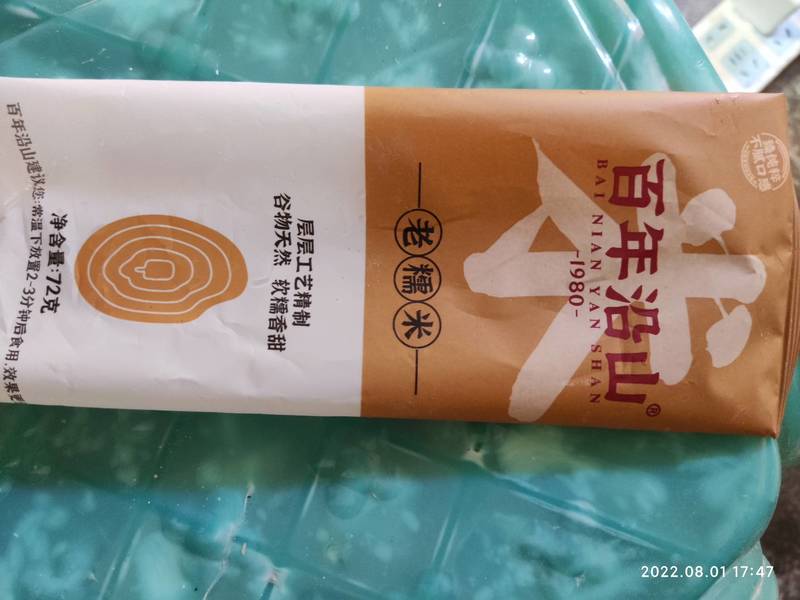 百年沿山®
BAI NIAN YAN SHAN
-1980-
老糯米
层层工艺精制
谷物天然 软糯香甜
净含量:72克
百年沿山建议您:常温下放置2-3分钟后食用,效果更
2022.08.01 17:47